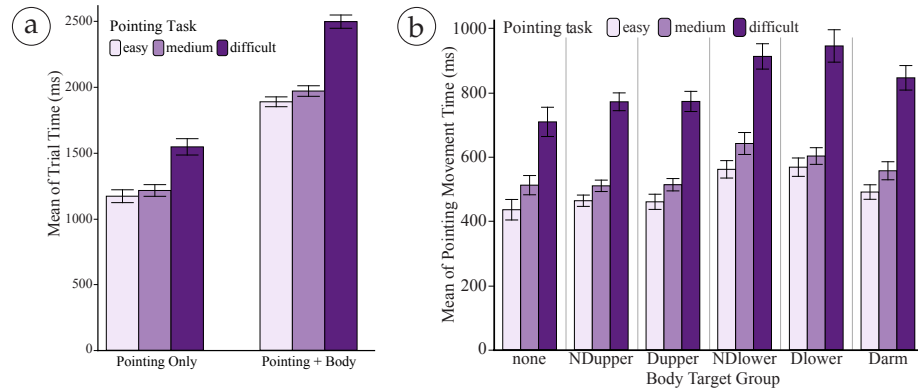 a
Pointing Task
easy medium difficult
Mean of Trial Time (ms)
2500
2000
1500
1000
500
0
Pointing Only Pointing + Body
b
Pointing task easy medium difficult
Mean of Pointing Movement Time (ms)
1000
800
600
400
200
0
none NDupper Dupper NDlower Dlower Darm
Body Target Group